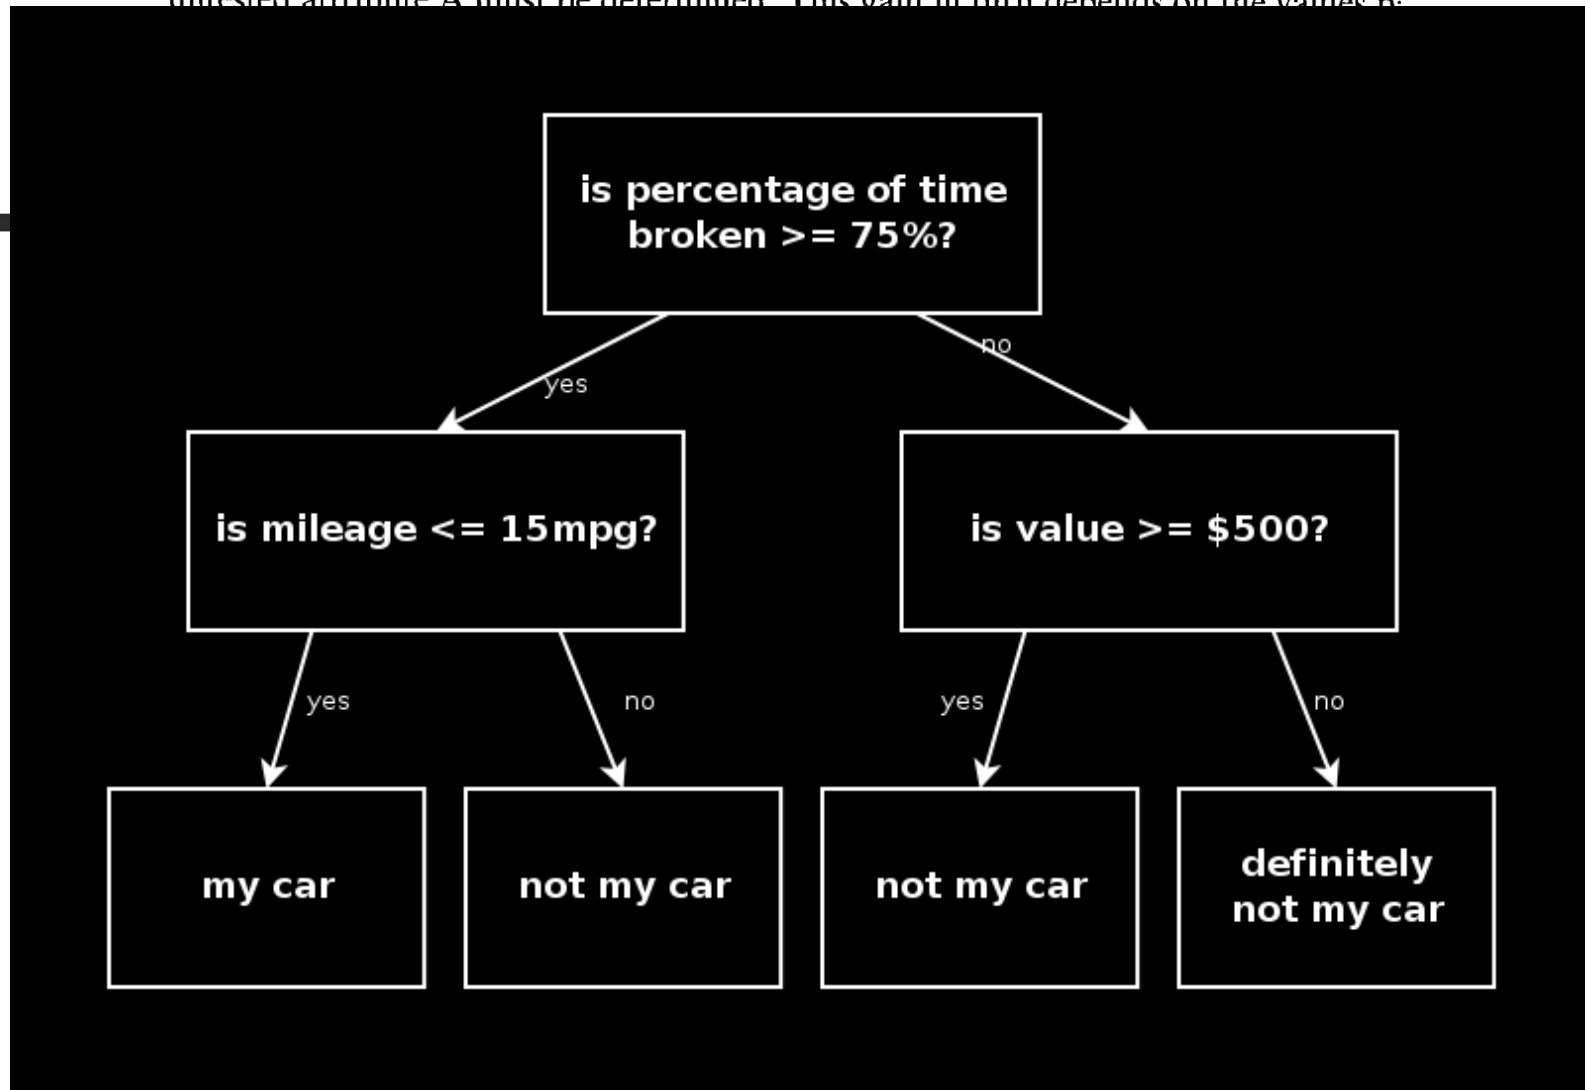 is percentage of time
broken >= 75%?
yes
no
is mileage <= 15mpg?
is value >= $500?
yes
no
yes
no
my car
not my car
not my car
definitely
not my car